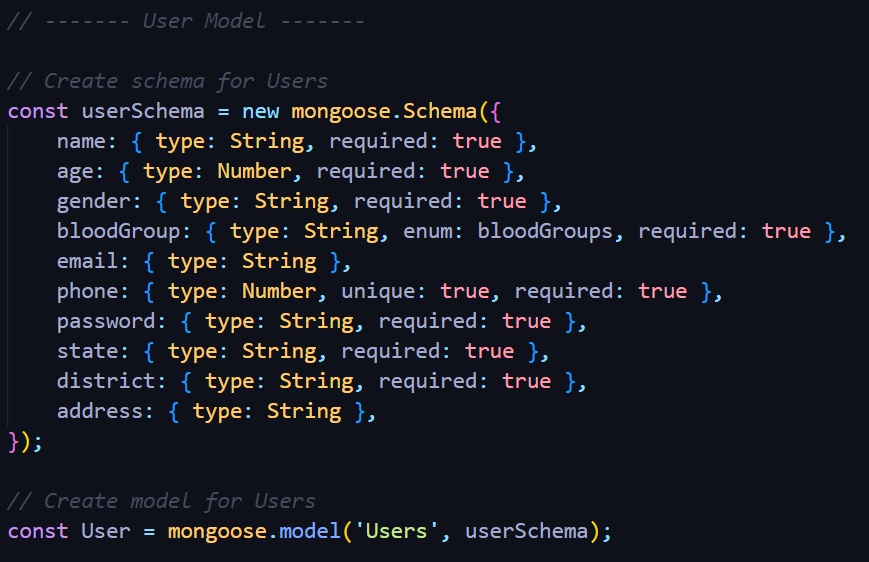 // ------- User Model -------
// Create schema for Users
const userSchema = new mongoose.Schema({
name: { type: String, required: true },
age: { type: Number, required: true },
gender: { type: String, required: true },
bloodGroup: { type: String, enum: bloodGroups, required: true },
email: { type: String },
phone: { type: Number, unique: true, required: true },
password: { type: String, required: true },
state: { type: String, required: true },
district: { type: String, required: true },
address: { type: String },
});
// Create model for Users
const User = mongoose.model('Users', userSchema);